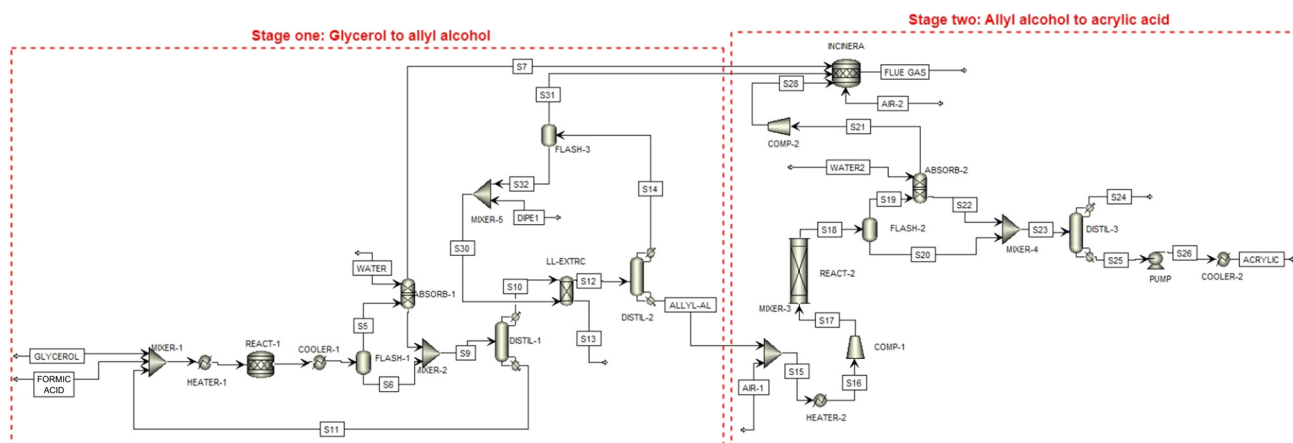 Stage one: Glycerol to allyl alcohol
Stage two: Allyl alcohol to acrylic acid
S7
S31
FLASH-3
S32
MIXER-5
DIPE1
S14
S30
WATER
ABSORB-1
S5
S10
LL-EXTRC
S12
DISTIL-2
ALLYL-AL
S13
GLYCEROL
MIXER-1
FORMIC
ACID
HEATER-1
REACT-1
COOLER-1
FLASH-1
S6
MIXER-2
S9
DISTIL-1
S11
INCINERA
FLUE GAS
S28
AIR-2
COMP-2
S21
WATER2
ABSORB-2
S19
S22
S18
FLASH-2
S20
MIXER-4
S23
S24
DISTIL-3
S25
S26
PUMP
COOLER-2
ACRYLIC
REACT-2
MIXER-3
S17
COMP-1
S15
S16
AIR-1
HEATER-2